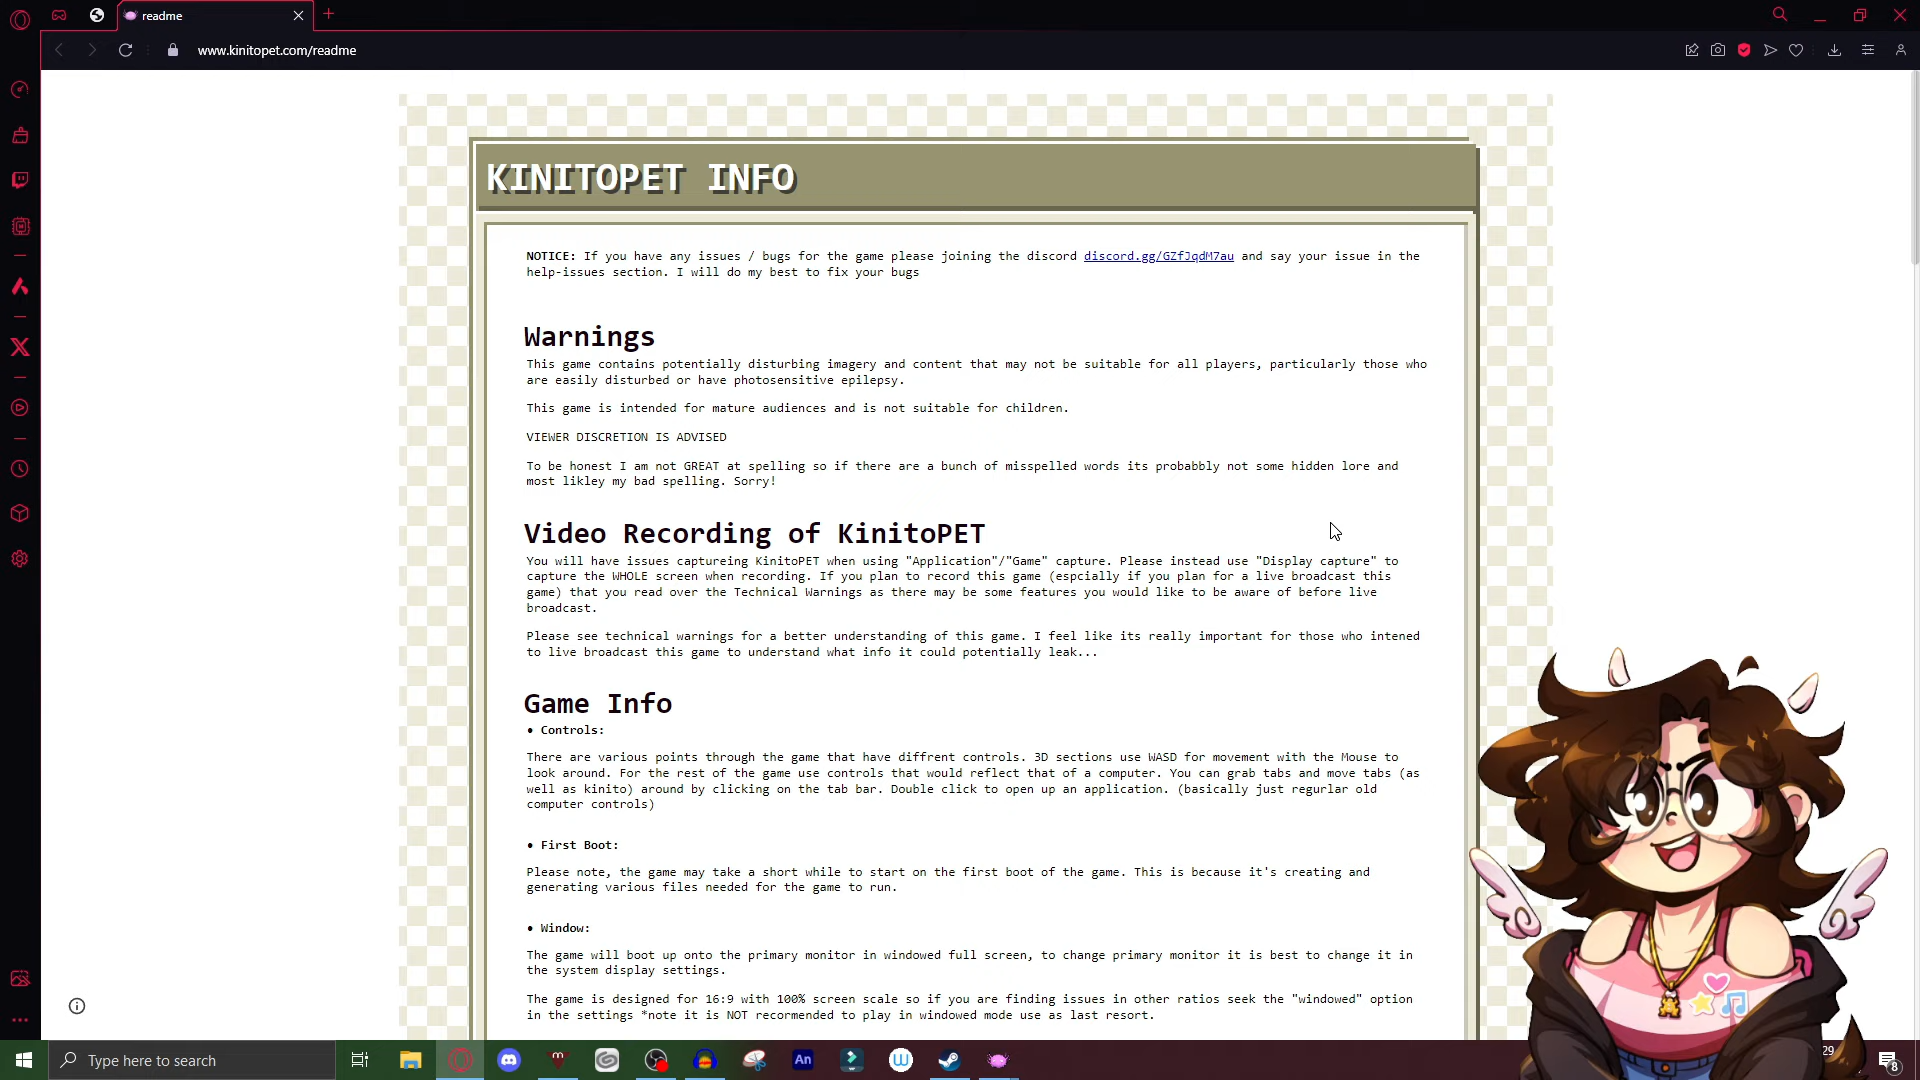 readme
www.kinitopet.com/readme
KINITOPET INFO
NOTICE: If you have any issues / bugs for the game please joining the discord discord.gg/GZfJqdM7au and say your issue in the
help-issues section. I will do my best to fix your bugs
Warnings
This game contains potentially disturbing imagery and content that may not be suitable for all players, particularly those who
are easily disturbed or have photosensitive epilepsy.
This game is intended for mature audiences and is not suitable for children.
VIEWER DISCRETION IS ADVISED
To be honest I am not GREAT at spelling so if there are a bunch of misspelled words its probabbly not some hidden lore and
most likley my bad spelling. Sorry!
Video Recording of KinitoPET
You will have issues captureing KinitoPET when using "Application"/"Game" capture. Please instead use "Display capture" to
capture the WHOLE screen when recording. If you plan to record this game (espcially if you plan for a live broadcast this
game) that you read over the Technical Warnings as there may be some features you would like to be aware of before live
broadcast.
Please see technical warnings for a better understanding of this game. I feel like its really important for those who intened
to live broadcast this game to understand what info it could potentially leak...
Game Info
• Controls:
There are various points through the game that have diffrent controls. 3D sections use WASD for movement with the Mouse to
look around. For the rest of the game use controls that would reflect that of a computer. You can grab tabs and move tabs (as
well as kinito) around by clicking on the tab bar. Double click to open up an application. (basically just regurlar old
computer controls)
• First Boot:
Please note, the game may take a short while to start on the first boot of the game. This is because it's creating and
generating various files needed for the game to run.
• Window:
The game will boot up onto the primary monitor in windowed full screen, to change primary monitor it is best to change it in
the system display settings.
The game is designed for 16:9 with 100% screen scale so if you are finding issues in other ratios seek the "windowed" option
in the settings *note it is NOT recormended to play in windowed mode use as last resort.
Type here to search
An
29
8